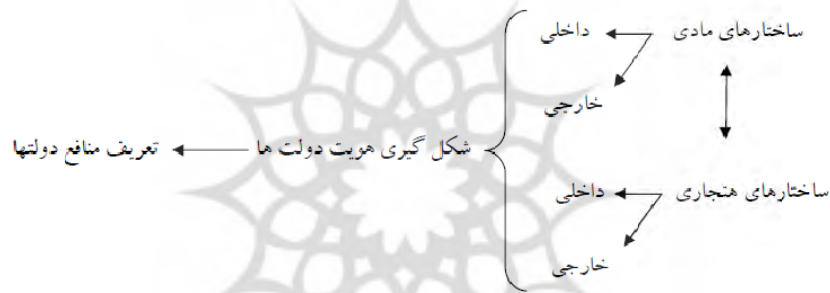 ساختارهای مادی
داخلی
خارجی
شکل گیری هویت دولت ها
تعریف منافع دولتها
ساختارهای هنجاری
داخلی
خارجی